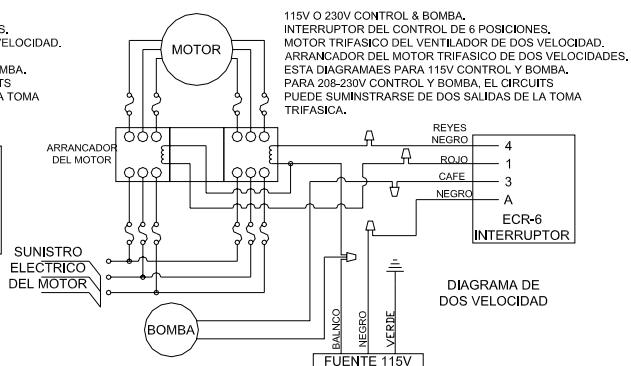 S.
VELOCIDAD.
MBA.
TS
A TOMA
115V O 230V CONTROL & BOMBA.
INTERRUPTOR DEL CONTROL DE 6 POSICIONES.
MOTOR TRIFASICO DEL VENTILADOR DE DOS VELOCIDAD.
ARRANCADOR DEL MOTOR TRIFASICO DE DOS VELOCIDADES.
ESTA DIAGRAMAES PARA 115V CONTROL Y BOMBA.
PARA 208-230V CONTROL Y BOMBA, EL CIRCUITS
PUEDE SUMINSTRARSE DE DOS SALIDAS DE LA TOMA
TRIFASICA.
MOTOR
ARRANCADOR
DEL MOTOR
REYES
NEGRO
4
ROJO
1
CAFE
3
NEGRO
A
ECR-6
INTERRUPTOR
SUNISTRO
ELECTRICO
DEL MOTOR
DIAGRAMA DE
DOS VELOCIDAD
BOMBA
BALNCO
NEGRO
VERDE
FUENTE 115V